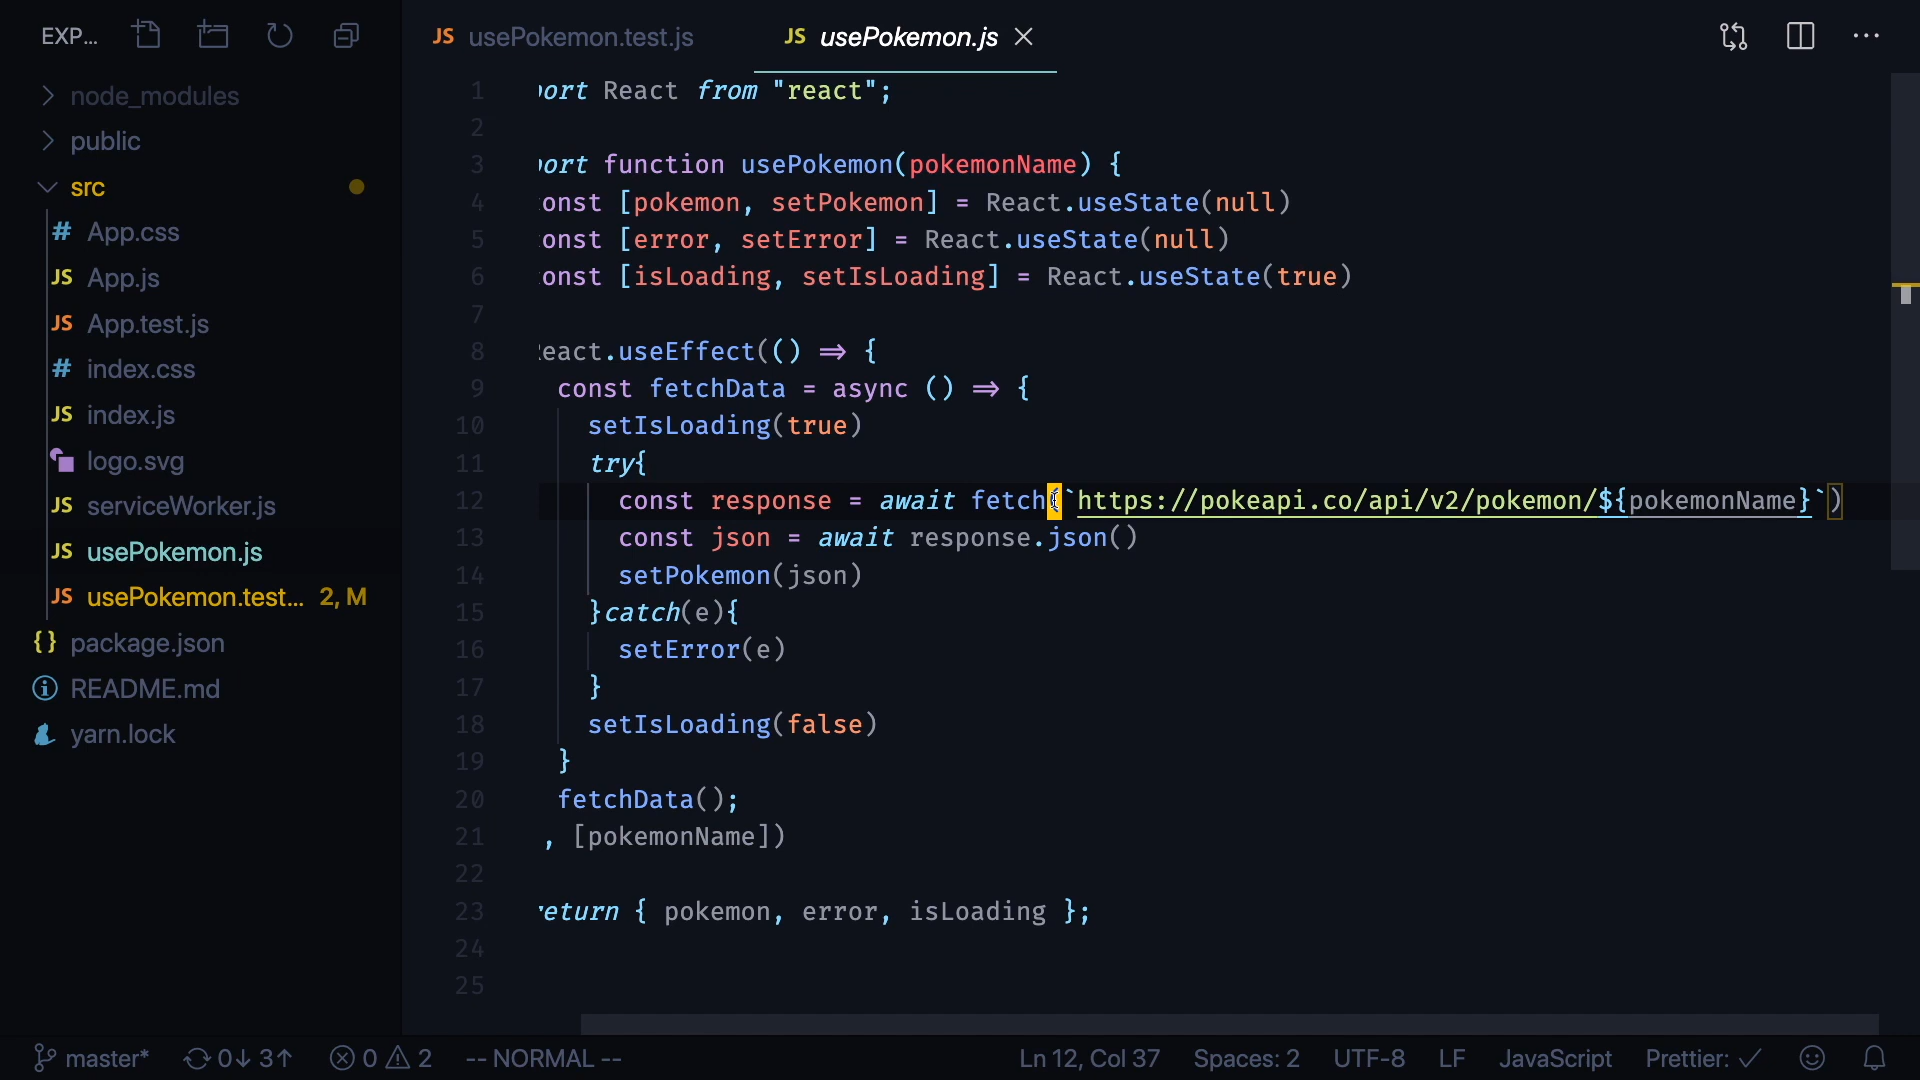 EXP...
node_modules
public
src
# App.css
JS App.js
JS App.test.js
# index.css
JS index.js
logo.svg
JS serviceWorker.js
JS usePokemon.js
JS usePokemon.test... 2, M
{} package.json
README.md
yarn.lock
JS usePokemon.test.js
JS usePokemon.js
1 port React from "react";
2
3 port function usePokemon(pokemonName) {
4 onst [pokemon, setPokemon] = React.useState(null)
5 onst [error, setError] = React.useState(null)
6 onst [isLoading, setIsLoading] = React.useState(true)
7
8 eact.useEffect(() ⇒ {
9 const fetchData = async () ⇒ {
10 setIsLoading(true)
11 try{
12 const response = await fetch(`https://pokeapi.co/api/v2/pokemon/${pokemonName}`)
13 const json = await response.json()
14 setPokemon(json)
15 }catch(e){
16 setError(e)
17 }
18 setIsLoading(false)
19 }
20 fetchData();
21 , [pokemonName])
22
23 return { pokemon, error, isLoading };
24
25
master* 0↓ 3↑ 0 2 -- NORMAL -- Ln 12, Col 37 Spaces: 2 UTF-8 LF JavaScript Prettier: ✓